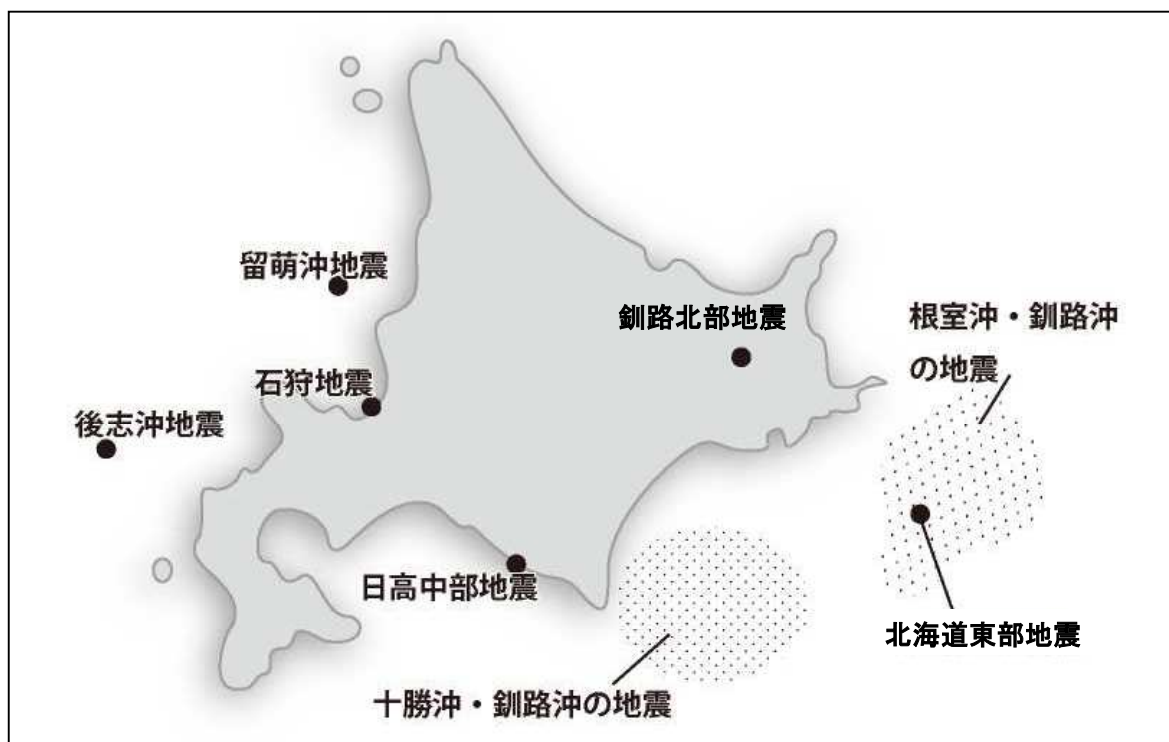 留萌沖地震
釧路北部地震
根室沖・釧路沖
の地震
石狩地震
後志沖地震
日高中部地震
北海道東部地震
十勝沖・釧路沖の地震